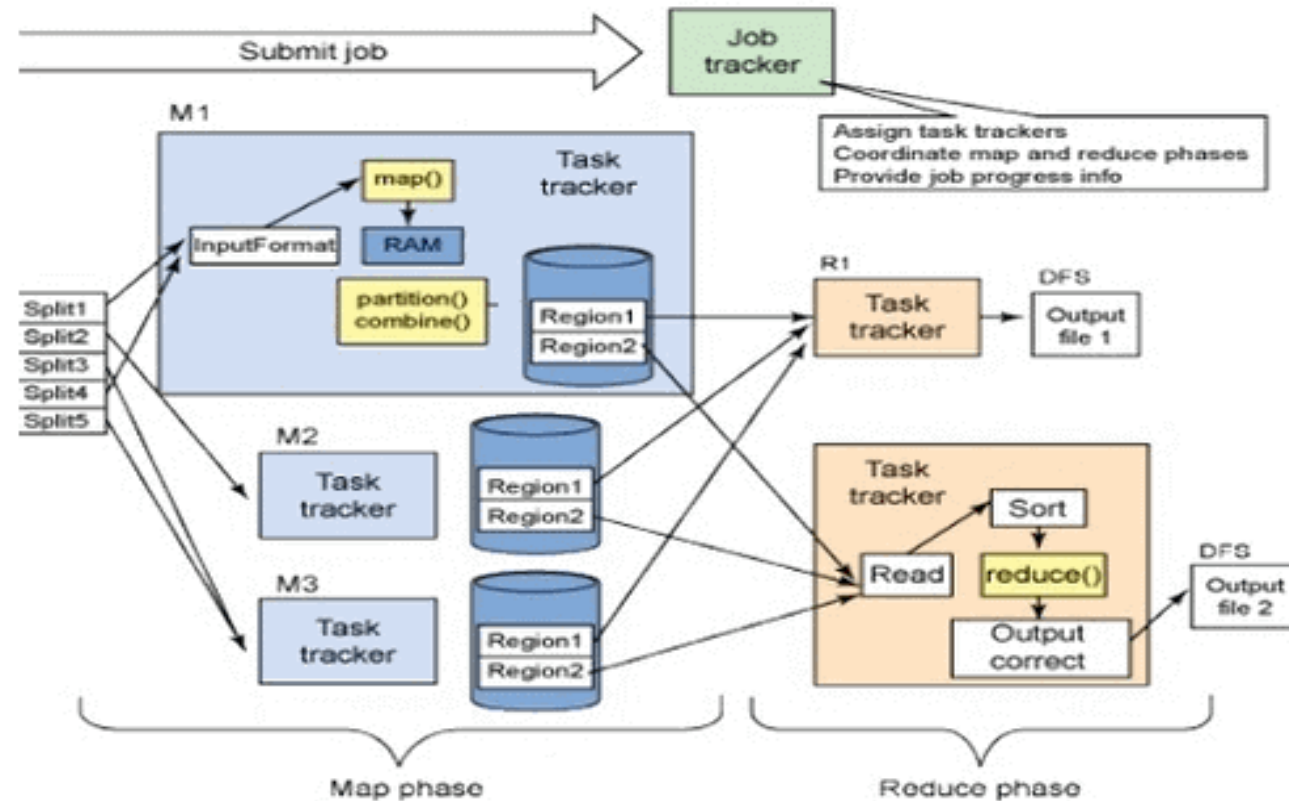 Submit job
Job
tracker
Assign task trackers
Coordinate map and reduce phases
Provide job progress info
M1
Task
tracker
map()
InputFormat
RAM
partition()
combine()
Region1
Region2
Split1
Split2
Split3
Split4
Split5
M2
Task
tracker
Region1
Region2
M3
Task
tracker
Region1
Region2
R1
Task
tracker
DFS
Output
file 1
Task
tracker
Sort
Read
reduce()
Output
correct
DFS
Output
file 2
Map phase
Reduce phase